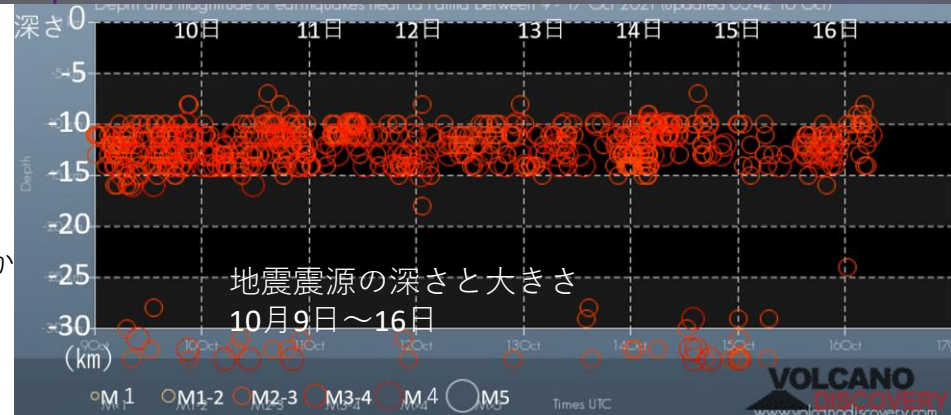 Depth and magnitude of earthquakes near La Palma between 9 - 17 Oct 2021 (updated 05:42 16 Oct)
深さ 0
10日 11日 12日 13日 14日 15日 16日
-5
-10
Depth
-15
-20
か
-25
地震震源の深さと大きさ
10月9日～16日
-30
(km)
9Oct 10Oct 11Oct 12Oct 13Oct 14Oct 15Oct 16Oct 17
M1 M1-2 M2-3 M3-4 M4 M5
Times UTC
VOLCANO
DISCOVERY
www.volcanodiscovery.com